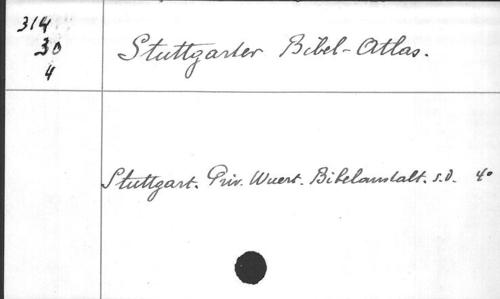 314
30
4
Stuttgarter Bibel-Atlas.
Stuttgart. Priv. Wuert. Bibelanstalt. s.d. 4°